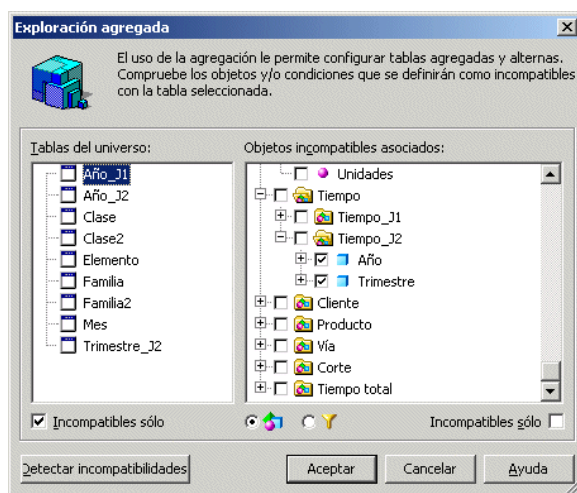 Exploración agregada
El uso de la agregación le permite configurar tablas agregadas y alternas.
Compruebe los objetos y/o condiciones que se definirán como incompatibles
con la tabla seleccionada.
Tablas del universo:
Año_J1
Año_J2
Clase
Clase2
Elemento
Familia
Familia2
Mes
Trimestre_J2
Incompatibles sólo
Objetos incompatibles asociados:
Unidades
Tiempo
Tiempo_J1
Tiempo_J2
Año
Trimestre
Cliente
Producto
Vía
Corte
Tiempo total
Incompatibles sólo
Detectar incompatibilidades
Aceptar
Cancelar
Ayuda